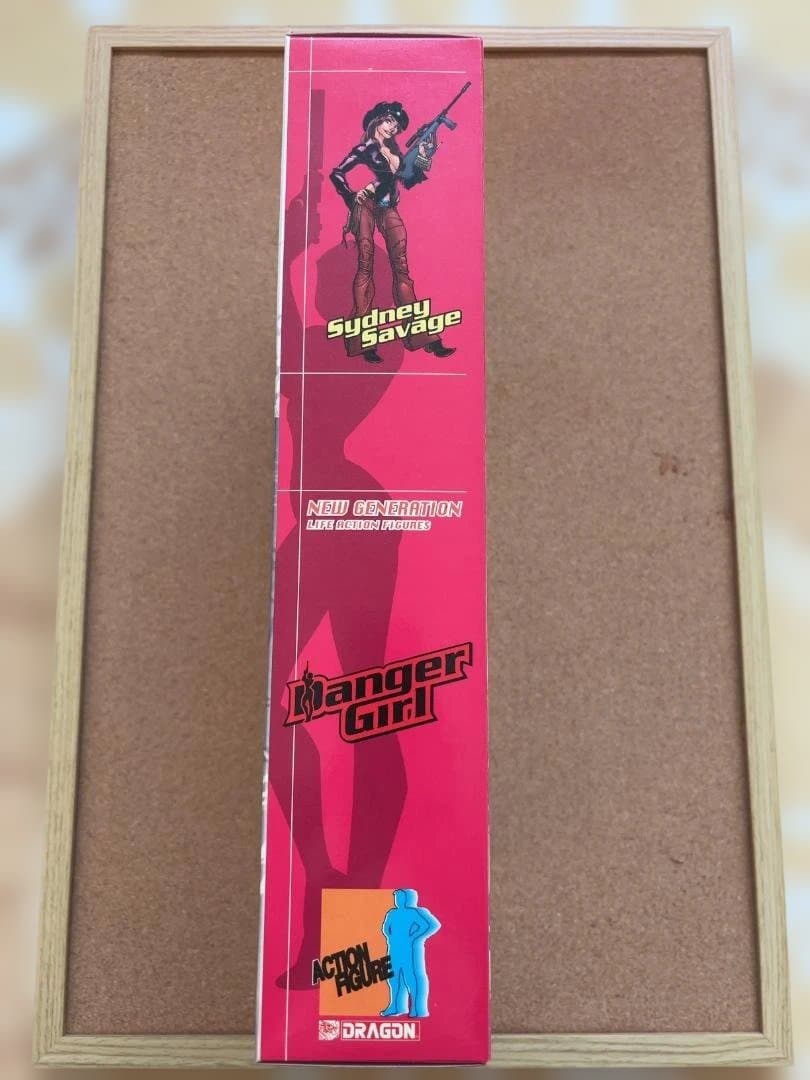 Sydney
Savage
NEW GENERATION
LIFE ACTION FIGURES
Danger
Girl
ACTION
FIGURE
DRAGON